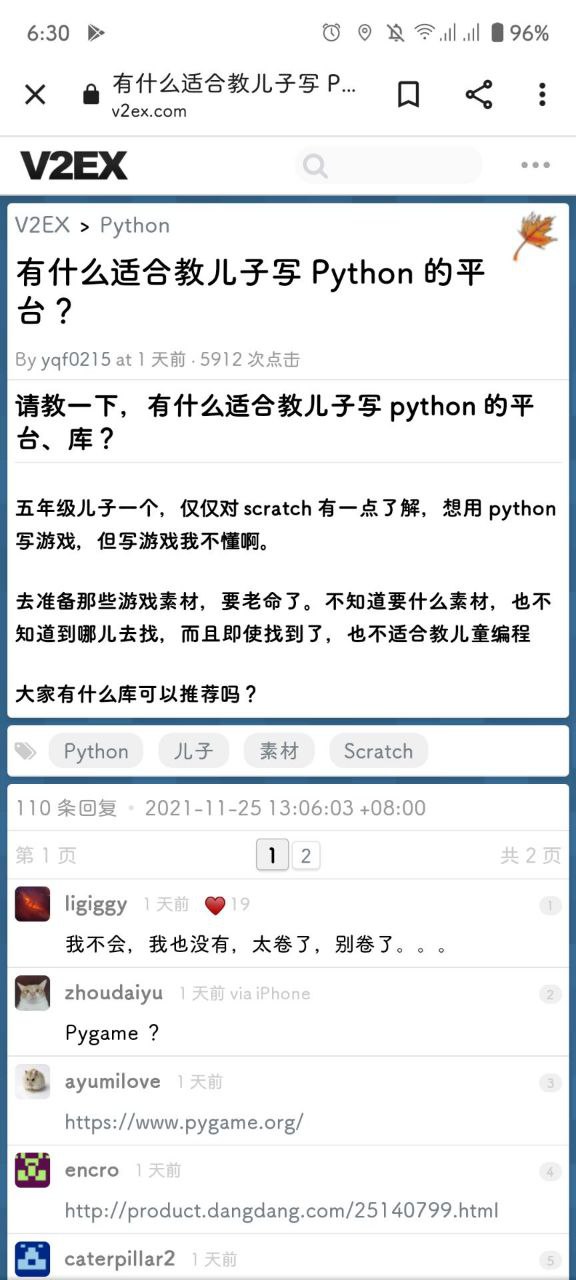 6:30
96%
有什么适合教儿子写 P...
v2ex.com
V2EX
V2EX > Python
有什么适合教儿子写 Python 的平
台？
By yqf0215 at 1 天前 · 5912 次点击
请教一下，有什么适合教儿子写 python 的平
台、库？
五年级儿子一个，仅仅对 scratch 有一点了解，想用 python
写游戏，但写游戏我不懂啊。
去准备那些游戏素材，要老命了。不知道要什么素材，也不
知道到哪儿去找，而且即使找到了，也不适合教儿童编程
大家有什么库可以推荐吗？
Python 儿子 素材 Scratch
110 条回复 • 2021-11-25 13:06:03 +08:00
第 1 页 1 2 共 2 页
ligiggy 1 天前 ❤️ 19 1
我不会，我也没有，太卷了，别卷了。。。
zhoudaiyu 1 天前 via iPhone 2
Pygame ？
ayumilove 1 天前 3
https://www.pygame.org/
encro 1 天前 4
http://product.dangdang.com/25140799.html
caterpillar2 1 天前 5